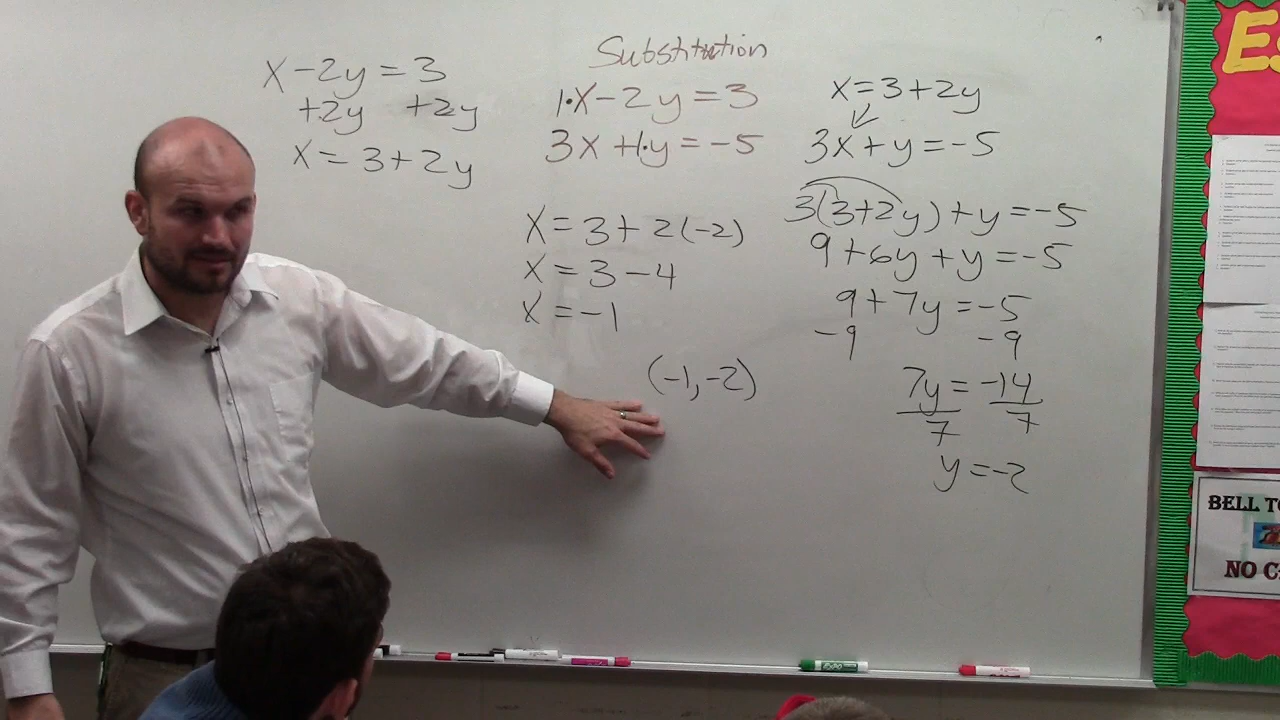 Substitution
x-2y=3
+2y +2y
x=3+2y
1·x-2y=3
3x+1·y=-5
x=3+2(-2)
x=3-4
x=-1
(-1,-2)
x=3+2y
3x+y=-5
3(3+2y)+y=-5
9+6y+y=-5
9+7y=-5
-9 -9
7y=-14
7 7
y=-2
BELL
NO
EXPO